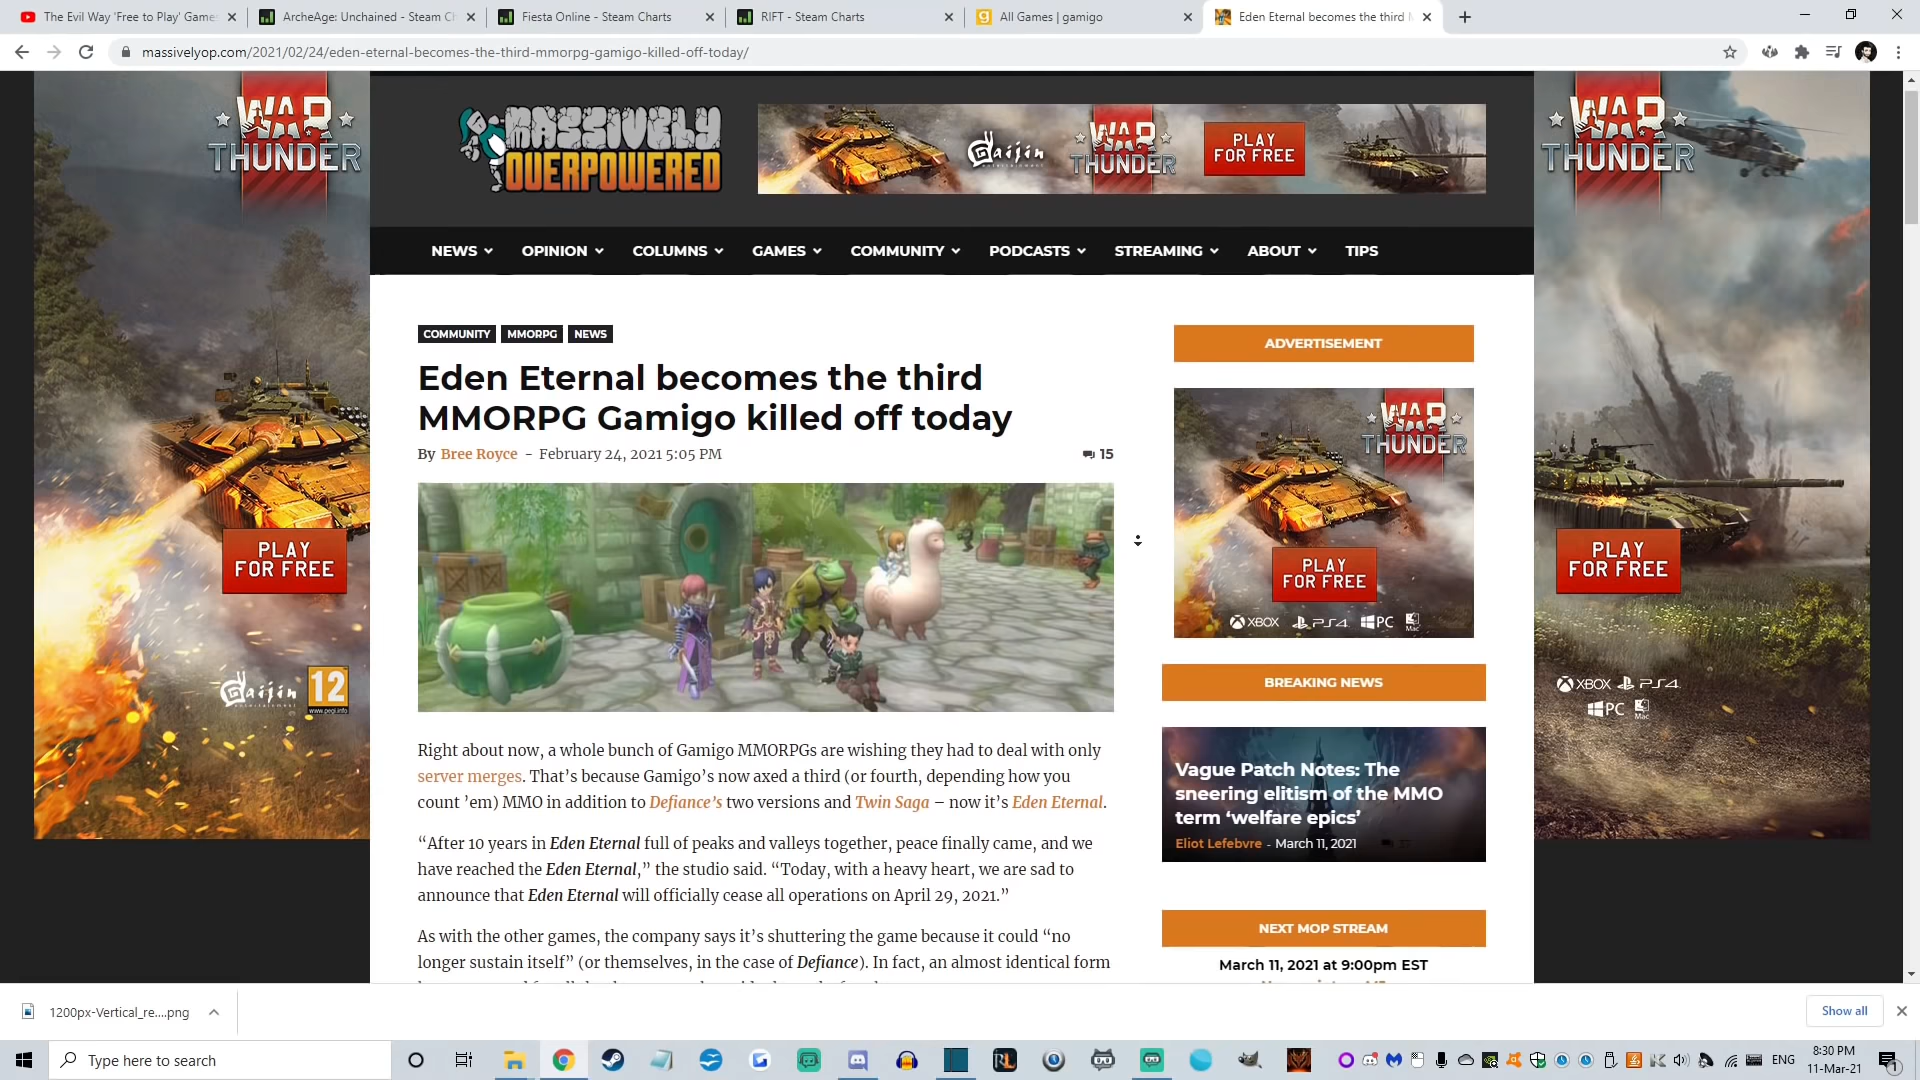 The Evil Way 'Free to Play' Game
ArcheAge: Unchained - Steam Ch
Fiesta Online - Steam Charts
RIFT - Steam Charts
All Games | gamigo
Eden Eternal becomes the third
massivelyop.com/2021/02/24/eden-eternal-becomes-the-third-mmorpg-gamigo-killed-off-today/
WAR
THUNDER
MASSIVELY
OVERPOWERED
Gaijin
entertainment
WAR
THUNDER
PLAY
FOR FREE
WAR
THUNDER
NEWS
OPINION
COLUMNS
GAMES
COMMUNITY
PODCASTS
STREAMING
ABOUT
TIPS
COMMUNITY
MMORPG
NEWS
Eden Eternal becomes the third
MMORPG Gamigo killed off today
By Bree Royce - February 24, 2021 5:05 PM
15
Right about now, a whole bunch of Gamigo MMORPGs are wishing they had to deal with only
server merges. That’s because Gamigo’s now axed a third (or fourth, depending how you
count ’em) MMO in addition to Defiance’s two versions and Twin Saga – now it’s Eden Eternal.
“After 10 years in Eden Eternal full of peaks and valleys together, peace finally came, and we
have reached the Eden Eternal,” the studio said. “Today, with a heavy heart, we are sad to
announce that Eden Eternal will officially cease all operations on April 29, 2021.”
As with the other games, the company says it’s shuttering the game because it could “no
longer sustain itself” (or themselves, in the case of Defiance). In fact, an almost identical form
ADVERTISEMENT
WAR
THUNDER
PLAY
FOR FREE
XBOX PS4 PC Mac
BREAKING NEWS
Vague Patch Notes: The
sneering elitism of the MMO
term ‘welfare epics’
Eliot Lefebvre - March 11, 2021
NEXT MOP STREAM
March 11, 2021 at 9:00pm EST
PLAY
FOR FREE
Gaijin
entertainment
12
www.pegi.info
PLAY
FOR FREE
XBOX PS4
PC Mac
1200px-Vertical_re....png
Show all
Type here to search
ENG
8:30 PM
11-Mar-21
1